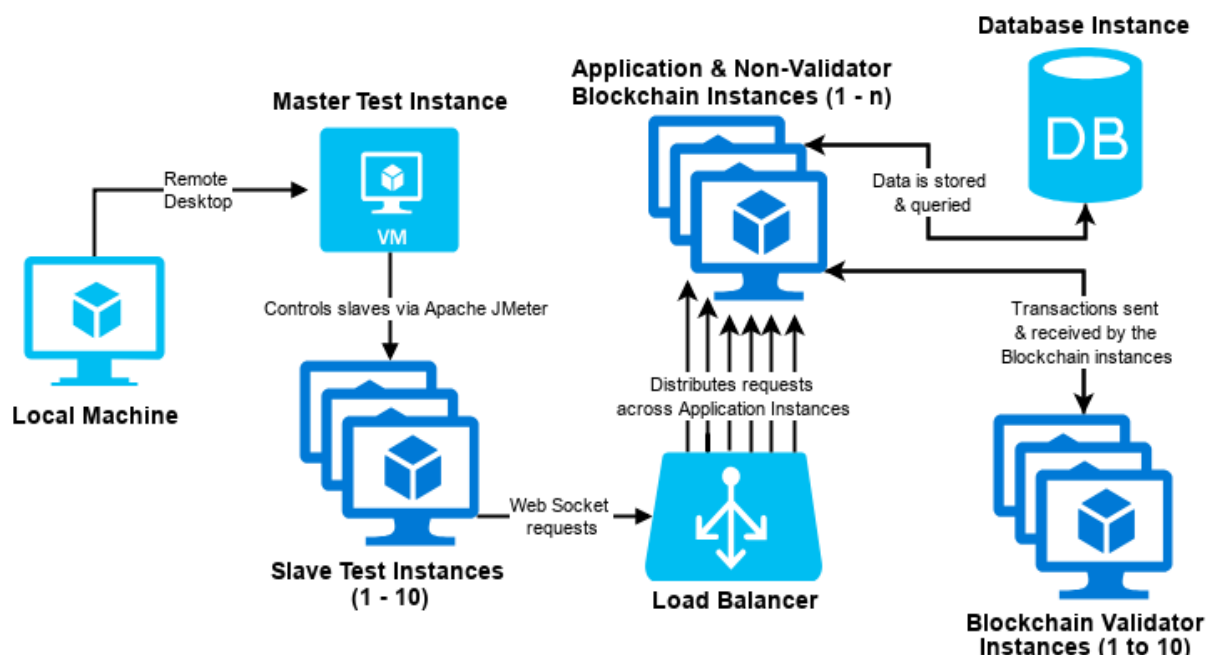 Database Instance
DB
Application & Non-Validator
Blockchain Instances (1 - n)
Master Test Instance
VM
Remote
Desktop
Data is stored
& queried
Controls slaves via Apache JMeter
Transactions sent
& received by the
Blockchain instances
Local Machine
Distributes requests
across Application Instances
Web Socket
requests
Slave Test Instances
(1 - 10)
Load Balancer
Blockchain Validator
Instances (1 to 10)